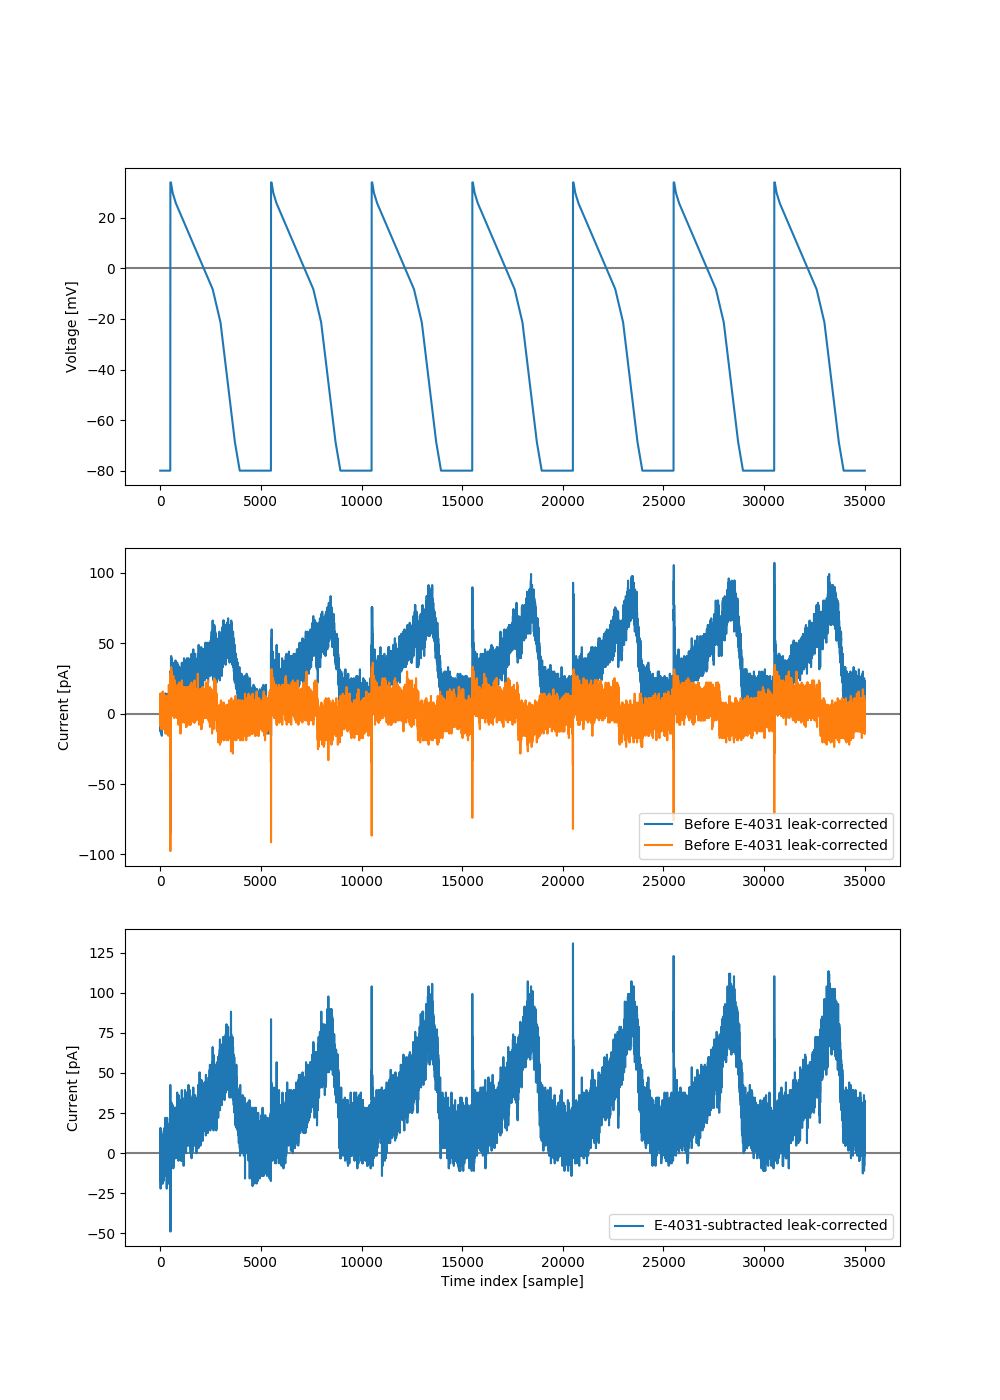 20
0
−20
−40
−60
−80
Voltage [mV]
0 5000 10000 15000 20000 25000 30000 35000
100
50
0
−50
−100
Current [pA]
Before E-4031 leak-corrected
Before E-4031 leak-corrected
0 5000 10000 15000 20000 25000 30000 35000
125
100
75
50
25
0
−25
−50
Current [pA]
E-4031-subtracted leak-corrected
0 5000 10000 15000 20000 25000 30000 35000
Time index [sample]